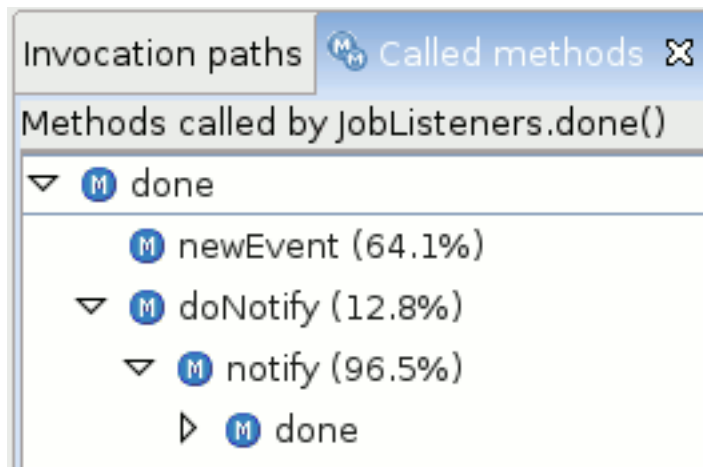 Invocation paths Called methods
Methods called by JobListeners.done()
M done
M newEvent (64.1%)
M doNotify (12.8%)
M notify (96.5%)
M done